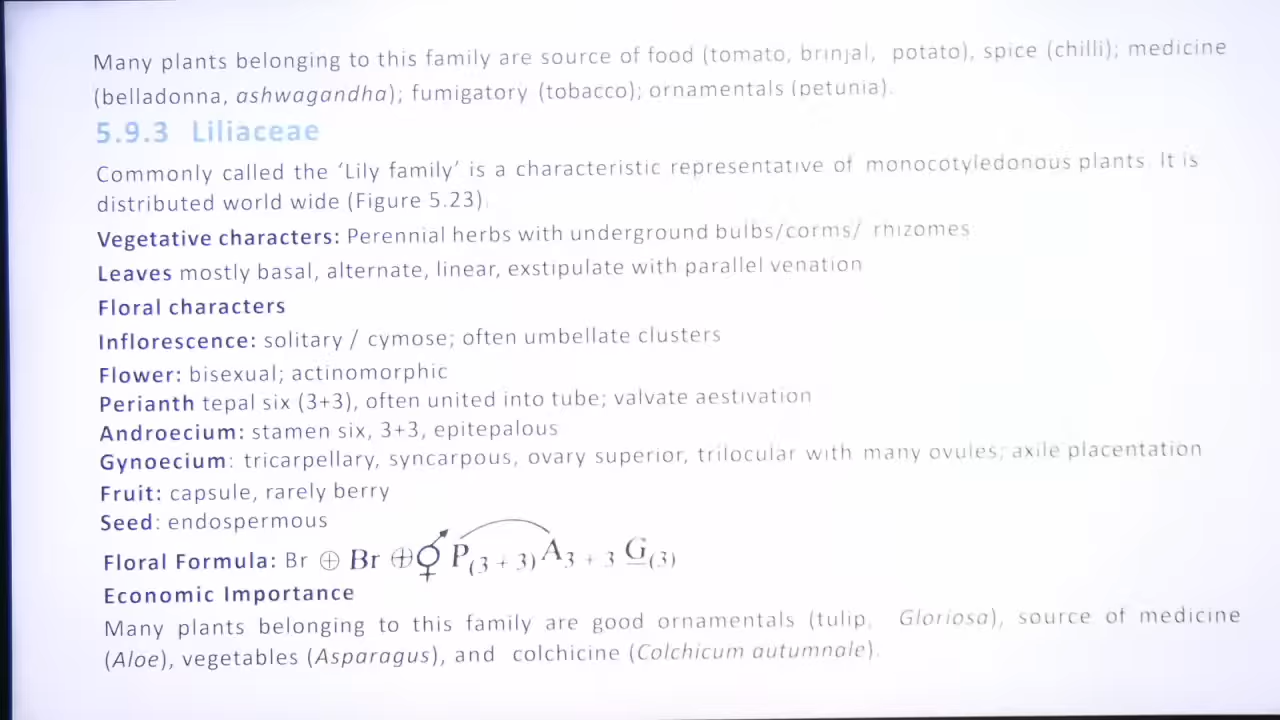 Many plants belonging to this family are source of food (tomato, brinjal, potato), spice (chilli); medicine
(belladonna, ashwagandha); fumigatory (tobacco); ornamentals (petunia).
5.9.3 Liliaceae
Commonly called the ‘Lily family’ is a characteristic representative of monocotyledonous plants. It is
distributed world wide (Figure 5.23).
Vegetative characters: Perennial herbs with underground bulbs/corms/ rhizomes
Leaves mostly basal, alternate, linear, exstipulate with parallel venation
Floral characters
Inflorescence: solitary / cymose; often umbellate clusters
Flower: bisexual; actinomorphic
Perianth tepal six (3+3), often united into tube; valvate aestivation
Androecium: stamen six, 3+3, epitepalous
Gynoecium: tricarpellary, syncarpous, ovary superior, trilocular with many ovules; axile placentation
Fruit: capsule, rarely berry
Seed: endospermous
Floral Formula: Br ⊕ Br ⊕ ⚥ P(3 + 3) A3 + 3 G(3)
Economic Importance
Many plants belonging to this family are good ornamentals (tulip, Gloriosa), source of medicine
(Aloe), vegetables (Asparagus), and colchicine (Colchicum autumnale).